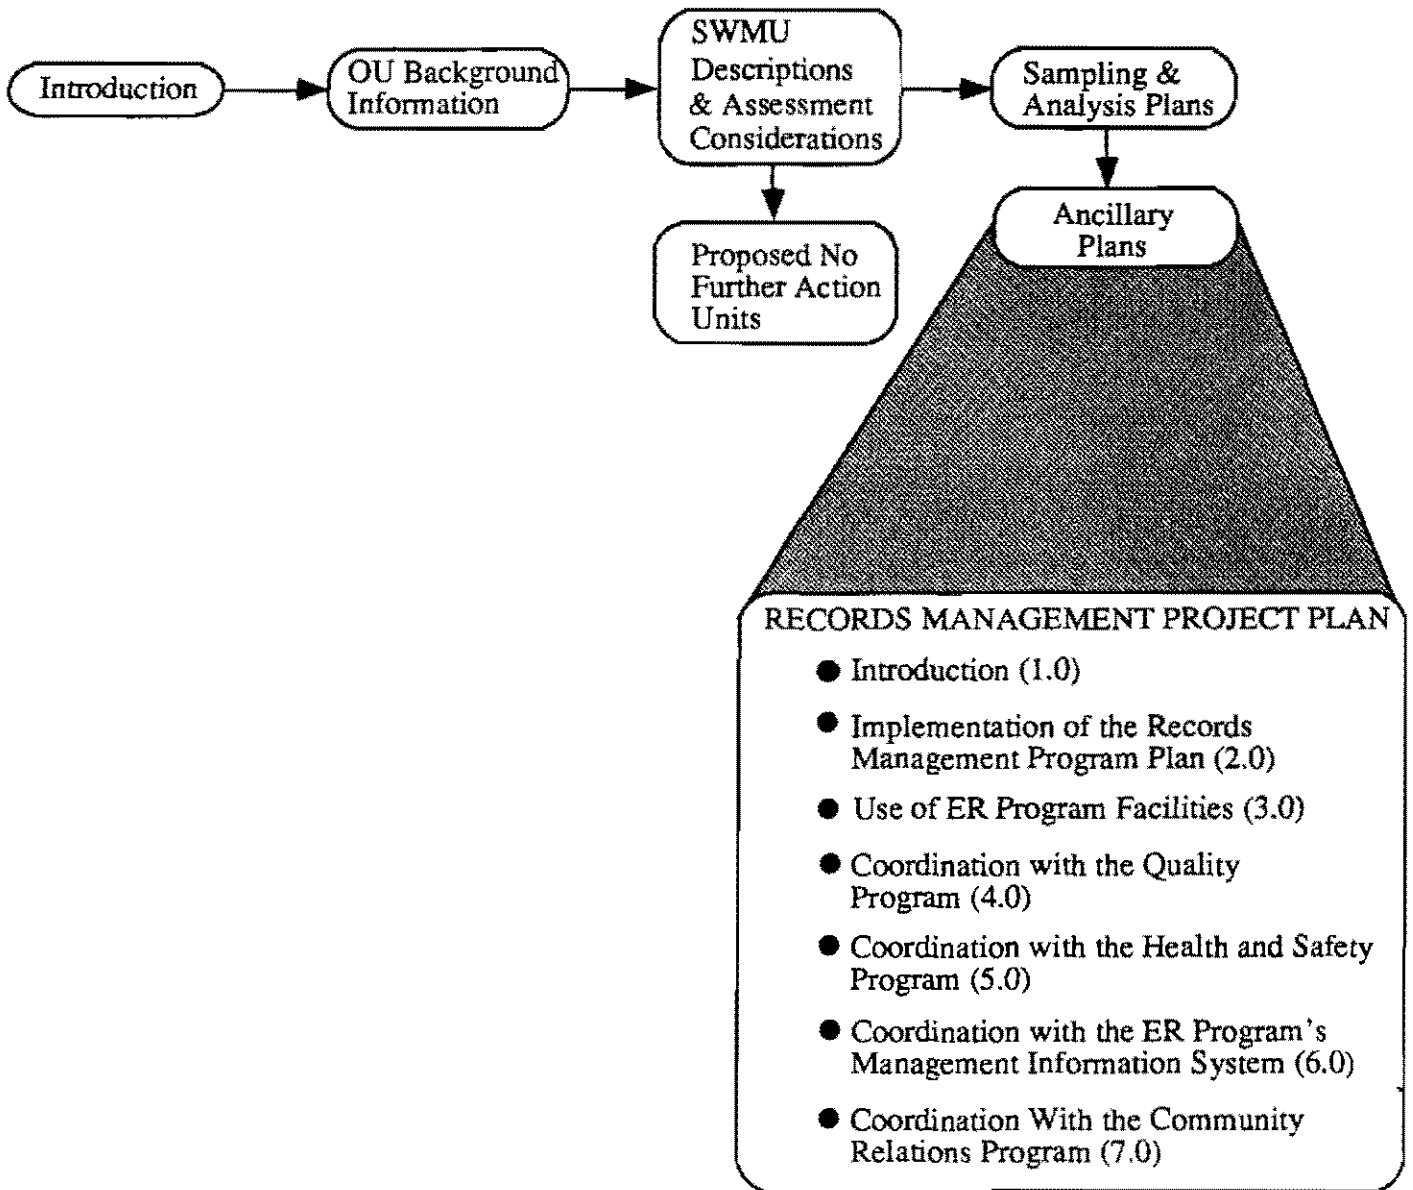 Introduction
OU Background
Information
SWMU
Descriptions
& Assessment
Considerations
Sampling &
Analysis Plans
Proposed No
Further Action
Units
Ancillary
Plans
RECORDS MANAGEMENT PROJECT PLAN
● Introduction (1.0)
● Implementation of the Records
Management Program Plan (2.0)
● Use of ER Program Facilities (3.0)
● Coordination with the Quality
Program (4.0)
● Coordination with the Health and Safety
Program (5.0)
● Coordination with the ER Program's
Management Information System (6.0)
● Coordination With the Community
Relations Program (7.0)